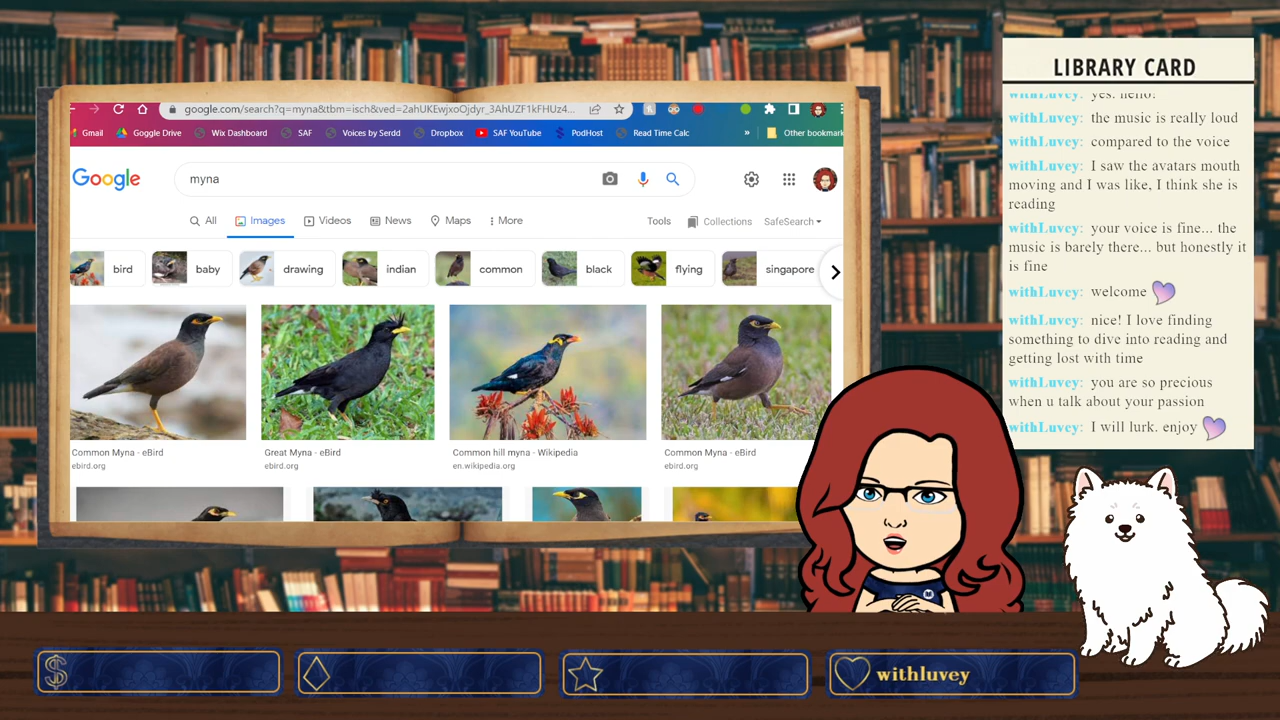 google.com/search?q=myna&tbm=isch&ved=2ahUKEwjxoOjdyr_3AhUZF1kFHUz4...
Gmail Google Drive Wix Dashboard SAF Voices by Serdd Dropbox SAF YouTube PodHost Read Time Calc » Other bookmark
Google myna
All Images Videos News Maps More Tools Collections SafeSearch
bird baby drawing indian common black flying singapore
Common Myna - eBird
ebird.org
Great Myna - eBird
ebird.org
Common hill myna - Wikipedia
en.wikipedia.org
Common Myna - eBird
ebird.org
LIBRARY CARD
withLuvey: yes. hello!
withLuvey: the music is really loud
withLuvey: compared to the voice
withLuvey: I saw the avatars mouth
moving and I was like, I think she is
reading
withLuvey: your voice is fine... the
music is barely there... but honestly it
is fine
withLuvey: welcome
withLuvey: nice! I love finding
something to dive into reading and
getting lost with time
withLuvey: you are so precious
when u talk about your passion
withLuvey: I will lurk. enjoy
$
withluvey